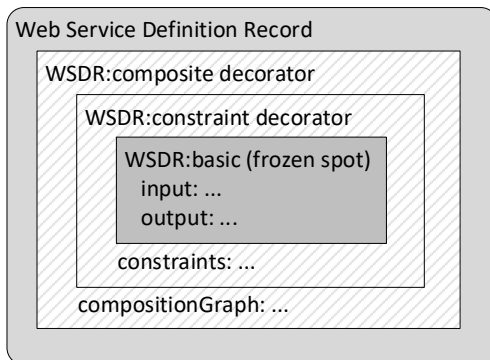 Web Service Definition Record
WSDR:composite decorator
WSDR:constraint decorator
WSDR:basic (frozen spot)
input: ...
output: ...
constraints: ...
compositionGraph: ...